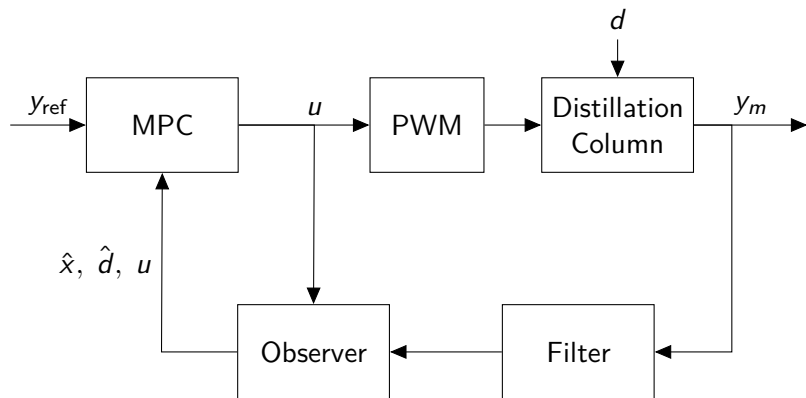 d
y_ref
MPC
u
PWM
Distillation
Column
y_m
x̂, d̂, u
Observer
Filter